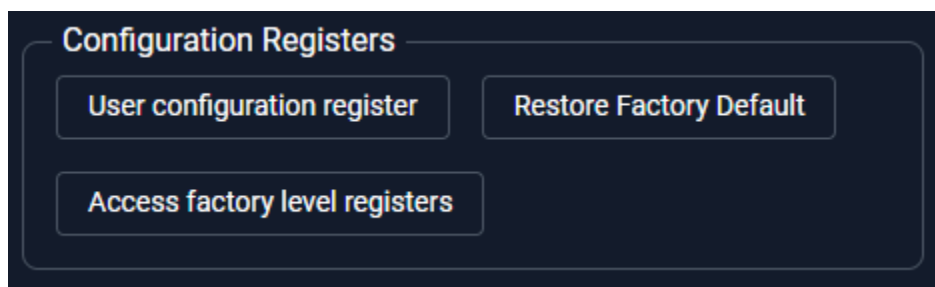 Configuration Registers
User configuration register
Restore Factory Default
Access factory level registers